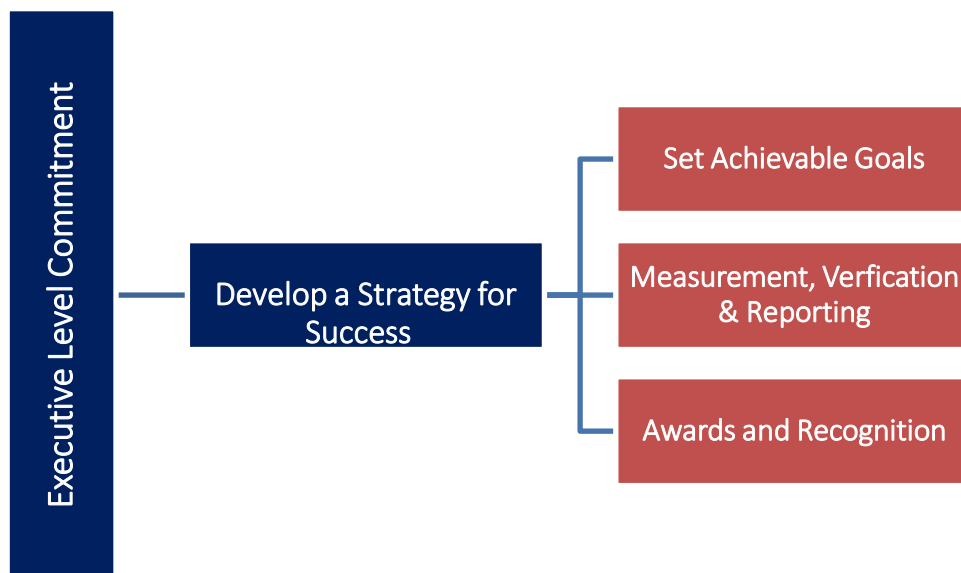 Executive Level Commitment
Develop a Strategy for
Success
Set Achievable Goals
Measurement, Verfication
& Reporting
Awards and Recognition